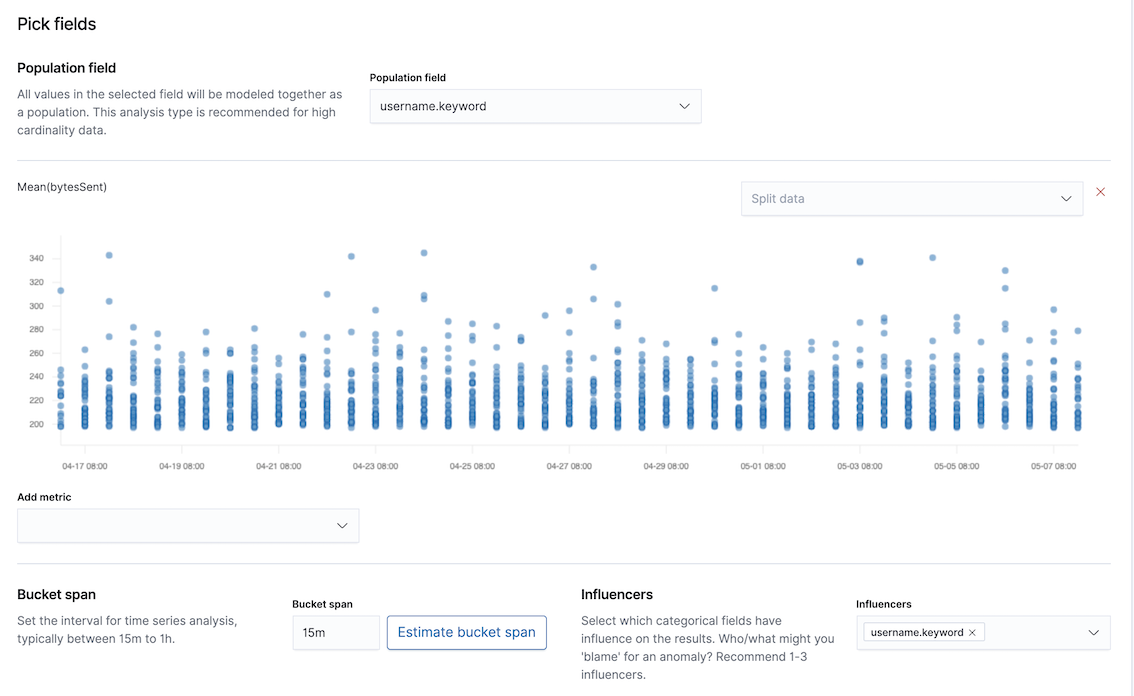 Pick fields
Population field
All values in the selected field will be modeled together as
a population. This analysis type is recommended for high
cardinality data.
Population field
username.keyword
Mean(bytesSent)
Split data
340
320
300
280
260
240
220
200
04-17 08:00 04-19 08:00 04-21 08:00 04-23 08:00 04-25 08:00 04-27 08:00 04-29 08:00 05-01 08:00 05-03 08:00 05-05 08:00 05-07 08:00
Add metric
Bucket span
Set the interval for time series analysis,
typically between 15m to 1h.
Bucket span
15m
Estimate bucket span
Influencers
Select which categorical fields have
influence on the results. Who/what might you
'blame' for an anomaly? Recommend 1-3
influencers.
Influencers
username.keyword